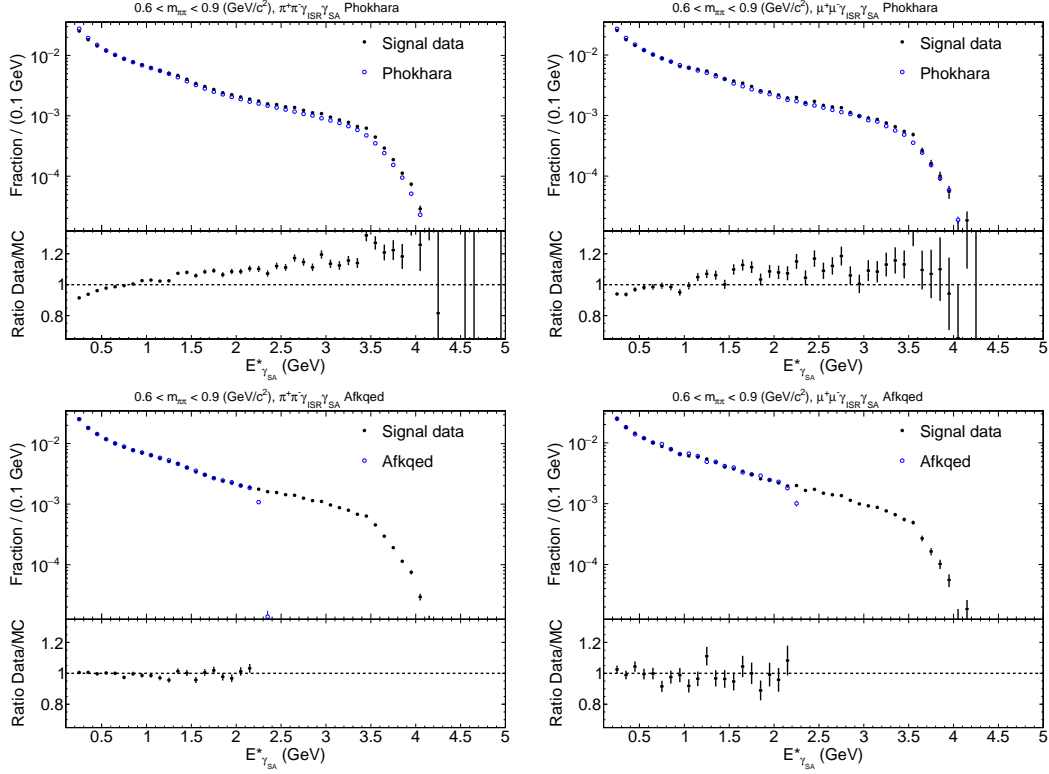 0.6 < mππ < 0.9 (GeV/c²), π⁺π⁻γISRγSA Phokhara
Fraction / (0.1 GeV)
10⁻²
10⁻³
10⁻⁴
Signal data
Phokhara
Ratio Data/MC
1.2
1
0.8
0.5 1 1.5 2 2.5 3 3.5 4 4.5 5
E*γSA (GeV)
0.6 < mππ < 0.9 (GeV/c²), μ⁺μ⁻γISRγSA Phokhara
Fraction / (0.1 GeV)
10⁻²
10⁻³
10⁻⁴
Signal data
Phokhara
Ratio Data/MC
1.2
1
0.8
0.5 1 1.5 2 2.5 3 3.5 4 4.5 5
E*γSA (GeV)
0.6 < mππ < 0.9 (GeV/c²), π⁺π⁻γISRγSA Afkqed
Fraction / (0.1 GeV)
10⁻²
10⁻³
10⁻⁴
Signal data
Afkqed
Ratio Data/MC
1.2
1
0.8
0.5 1 1.5 2 2.5 3 3.5 4 4.5 5
E*γSA (GeV)
0.6 < mππ < 0.9 (GeV/c²), μ⁺μ⁻γISRγSA Afkqed
Fraction / (0.1 GeV)
10⁻²
10⁻³
10⁻⁴
Signal data
Afkqed
Ratio Data/MC
1.2
1
0.8
0.5 1 1.5 2 2.5 3 3.5 4 4.5 5
E*γSA (GeV)